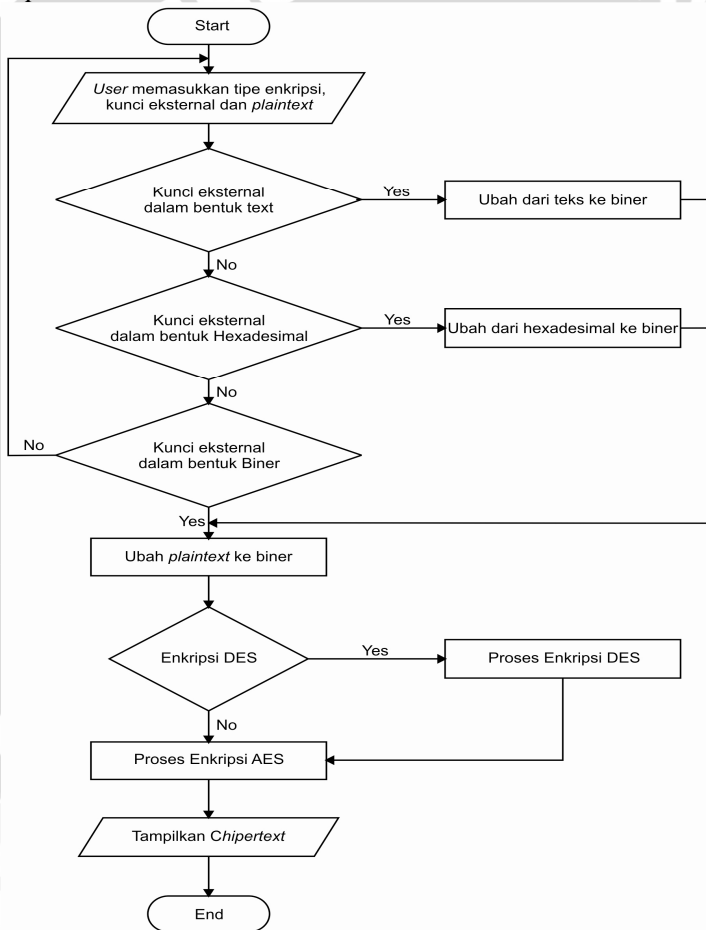 Start
User memasukkan tipe enkripsi,
kunci eksternal dan plaintext
Kunci eksternal
dalam bentuk text
Yes
Ubah dari teks ke biner
No
Kunci eksternal
dalam bentuk Hexadesimal
Yes
Ubah dari hexadesimal ke biner
No
Kunci eksternal
dalam bentuk Biner
No
Yes
Ubah plaintext ke biner
Enkripsi DES
Yes
Proses Enkripsi DES
No
Proses Enkripsi AES
Tampilkan Chipertext
End